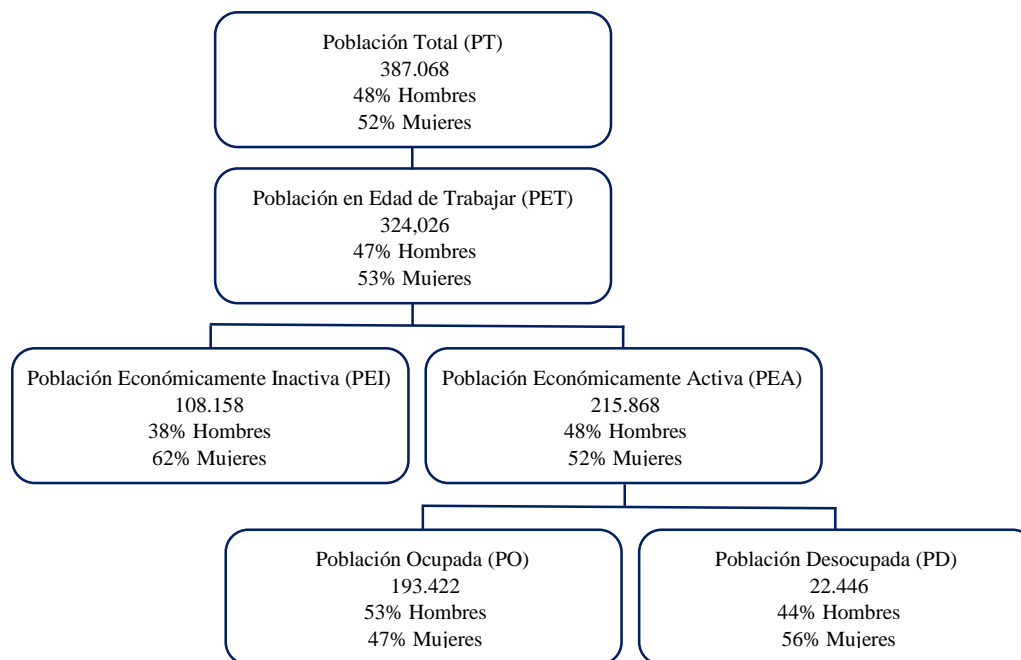 Población Total (PT)
387.068
48% Hombres
52% Mujeres
Población en Edad de Trabajar (PET)
324,026
47% Hombres
53% Mujeres
Población Económicamente Inactiva (PEI)
108.158
38% Hombres
62% Mujeres
Población Económicamente Activa (PEA)
215.868
48% Hombres
52% Mujeres
Población Ocupada (PO)
193.422
53% Hombres
47% Mujeres
Población Desocupada (PD)
22.446
44% Hombres
56% Mujeres